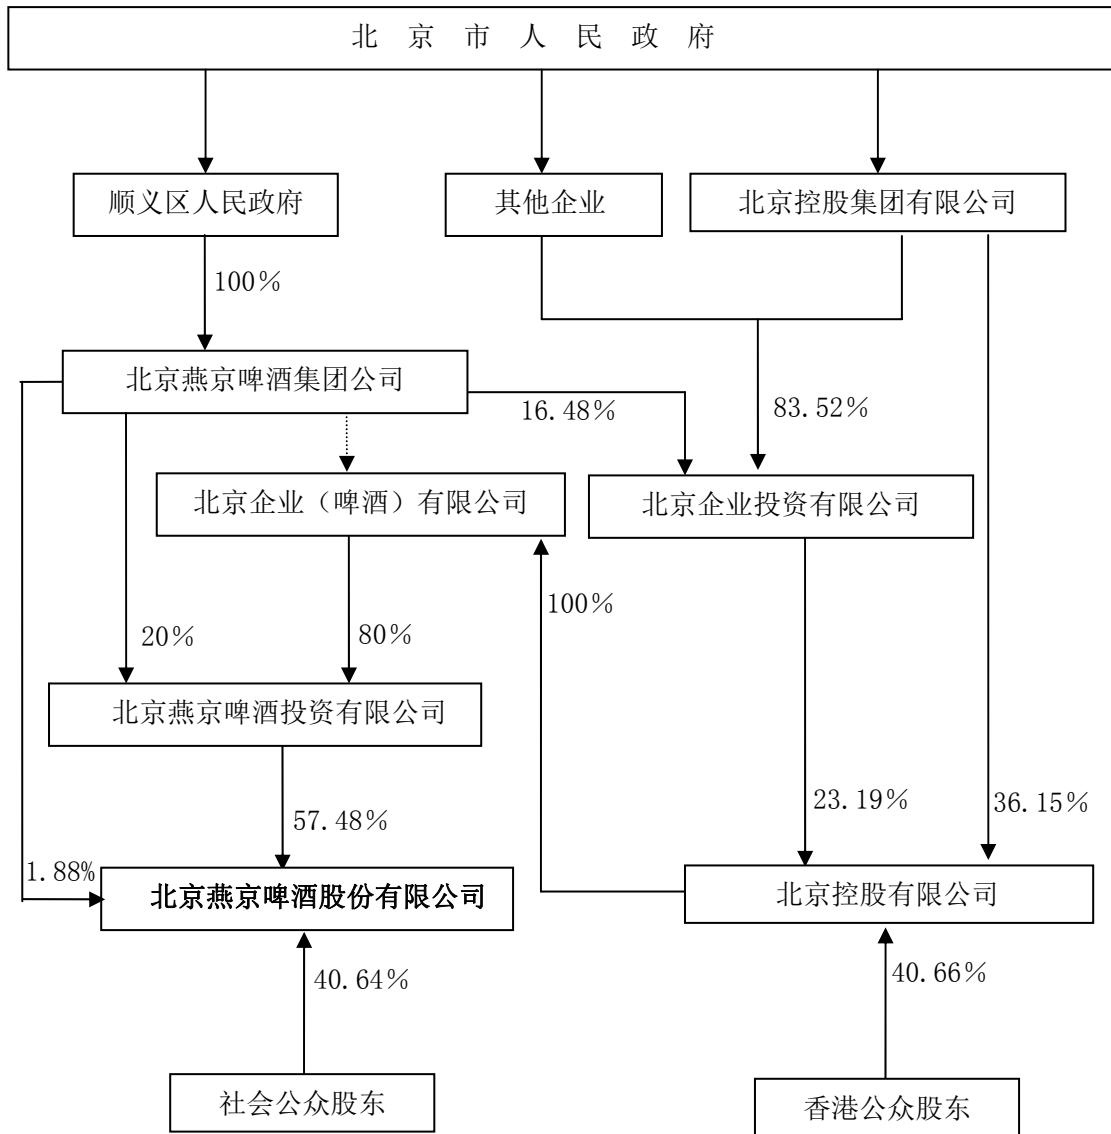 北 京 市 人 民 政 府
顺义区人民政府
其他企业
北京控股集团有限公司
100％
北京燕京啤酒集团公司
16.48％
83.52％
北京企业（啤酒）有限公司
北京企业投资有限公司
100％
20％
80％
北京燕京啤酒投资有限公司
57.48％
23.19％
36.15％
1.88%
北京燕京啤酒股份有限公司
北京控股有限公司
40.64％
40.66％
社会公众股东
香港公众股东